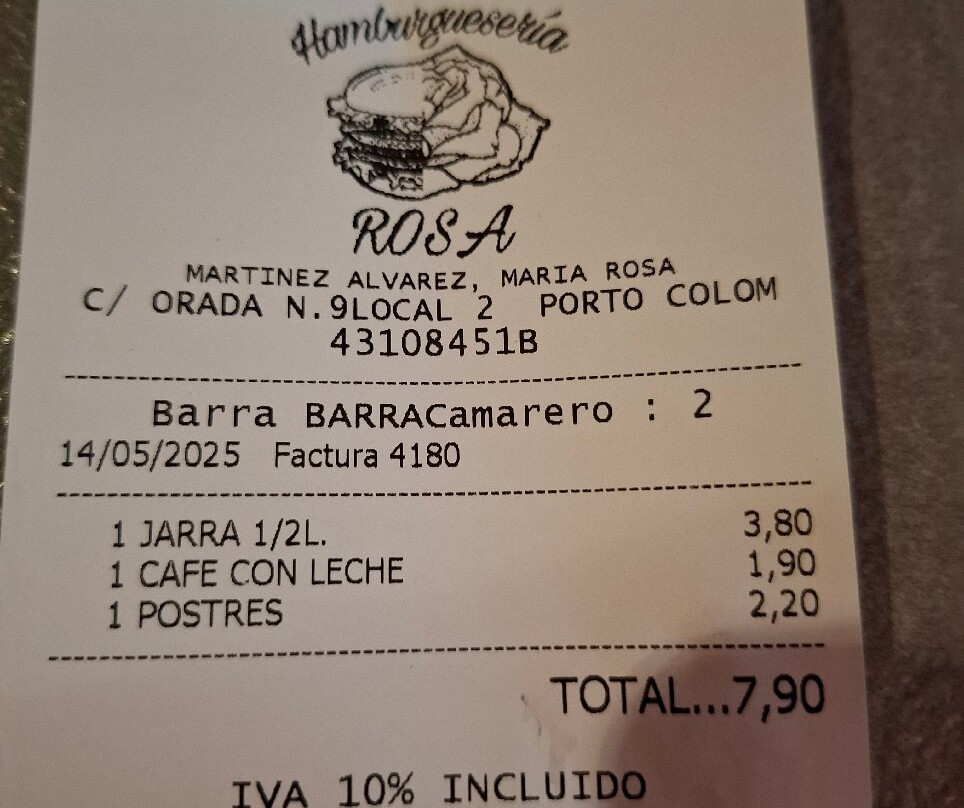 Hamburguesería
ROSA
MARTINEZ ALVAREZ, MARIA ROSA
C/ ORADA N.9LOCAL 2 PORTO COLOM
43108451B
Barra BARRACamarero : 2
14/05/2025 Factura 4180
1 JARRA 1/2L. 3,80
1 CAFE CON LECHE 1,90
1 POSTRES 2,20
TOTAL...7,90
IVA 10% INCLUIDO